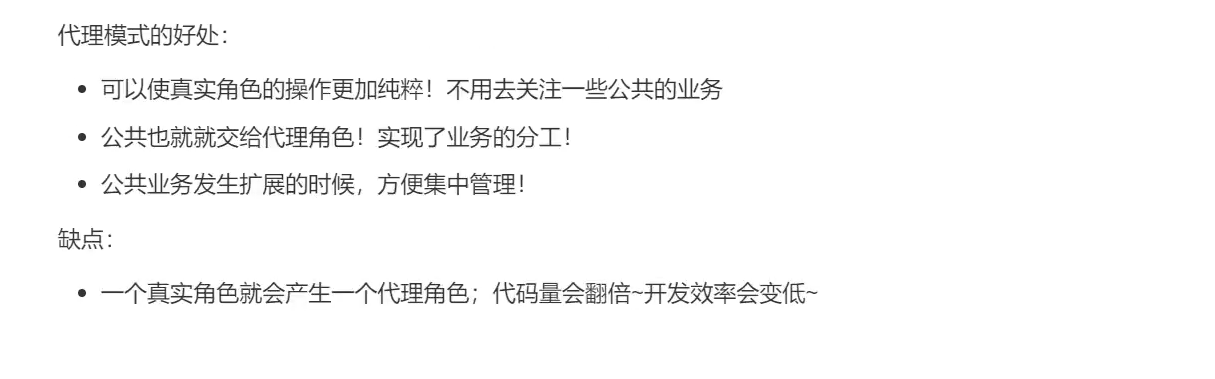 代理模式的好处：
• 可以使真实角色的操作更加纯粹！不用去关注一些公共的业务
• 公共也就就交给代理角色！实现了业务的分工！
• 公共业务发生扩展的时候，方便集中管理！
缺点：
• 一个真实角色就会产生一个代理角色；代码量会翻倍~开发效率会变低~